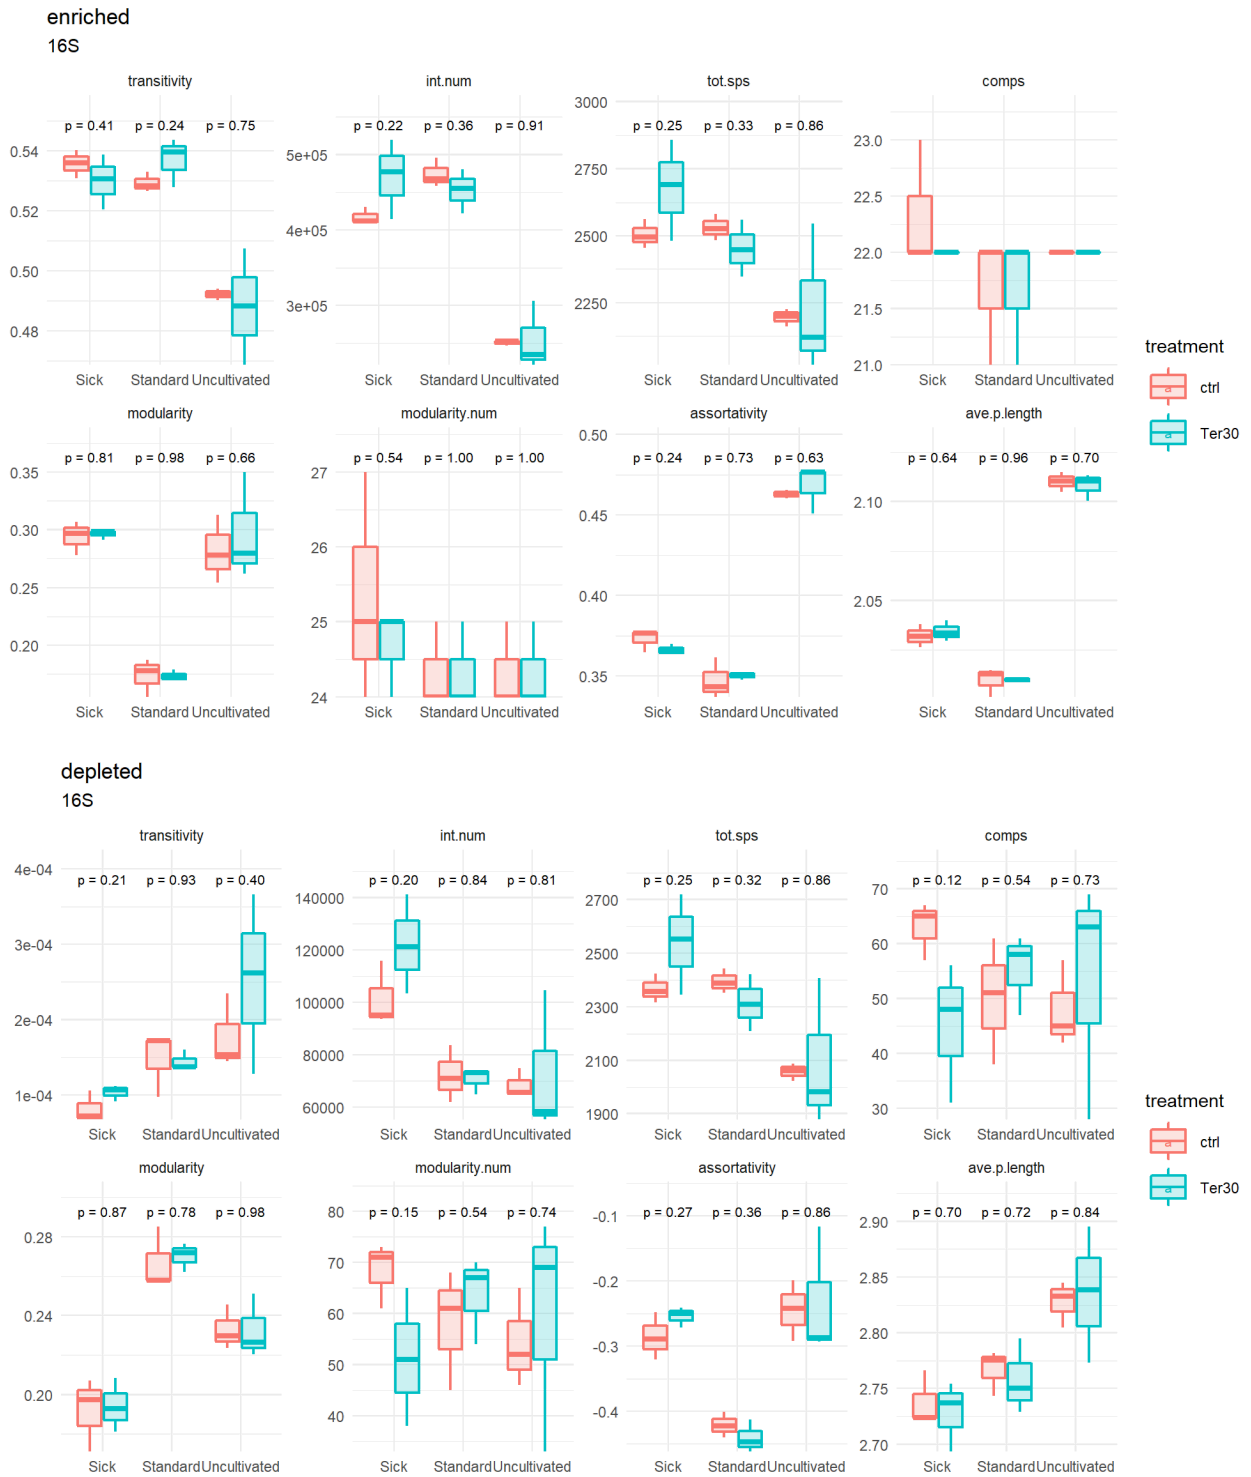 enriched
16S
transitivity int.num tot.sps comps
p = 0.41 p = 0.24 p = 0.75
0.54
0.52
0.50
0.48
Sick Standard Uncultivated
p = 0.22 p = 0.36 p = 0.91
5e+05
4e+05
3e+05
Sick Standard Uncultivated
3000
p = 0.25 p = 0.33 p = 0.86
2750
2500
2250
Sick Standard Uncultivated
23.0
22.5
22.0
21.5
21.0
Sick Standard Uncultivated
treatment
ctrl
Ter30
modularity modularity.num assortativity ave.p.length
p = 0.81 p = 0.98 p = 0.66
0.35
0.30
0.25
0.20
Sick Standard Uncultivated
p = 0.54 p = 1.00 p = 1.00
27
26
25
24
Sick Standard Uncultivated
0.50
p = 0.24 p = 0.73 p = 0.63
0.45
0.40
0.35
Sick Standard Uncultivated
p = 0.64 p = 0.96 p = 0.70
2.10
2.05
Sick Standard Uncultivated
depleted
16S
transitivity int.num tot.sps comps
4e-04
p = 0.21 p = 0.93 p = 0.40
3e-04
2e-04
1e-04
Sick Standard Uncultivated
p = 0.20 p = 0.84 p = 0.81
140000
120000
100000
80000
60000
Sick Standard Uncultivated
p = 0.25 p = 0.32 p = 0.86
2700
2500
2300
2100
1900
Sick Standard Uncultivated
p = 0.12 p = 0.54 p = 0.73
70
60
50
40
30
Sick Standard Uncultivated
treatment
ctrl
Ter30
modularity modularity.num assortativity ave.p.length
p = 0.87 p = 0.78 p = 0.98
0.28
0.24
0.20
Sick Standard Uncultivated
80
p = 0.15 p = 0.54 p = 0.74
70
60
50
40
Sick Standard Uncultivated
-0.1
p = 0.27 p = 0.36 p = 0.86
-0.2
-0.3
-0.4
Sick Standard Uncultivated
p = 0.70 p = 0.72 p = 0.84
2.90
2.85
2.80
2.75
2.70
Sick Standard Uncultivated